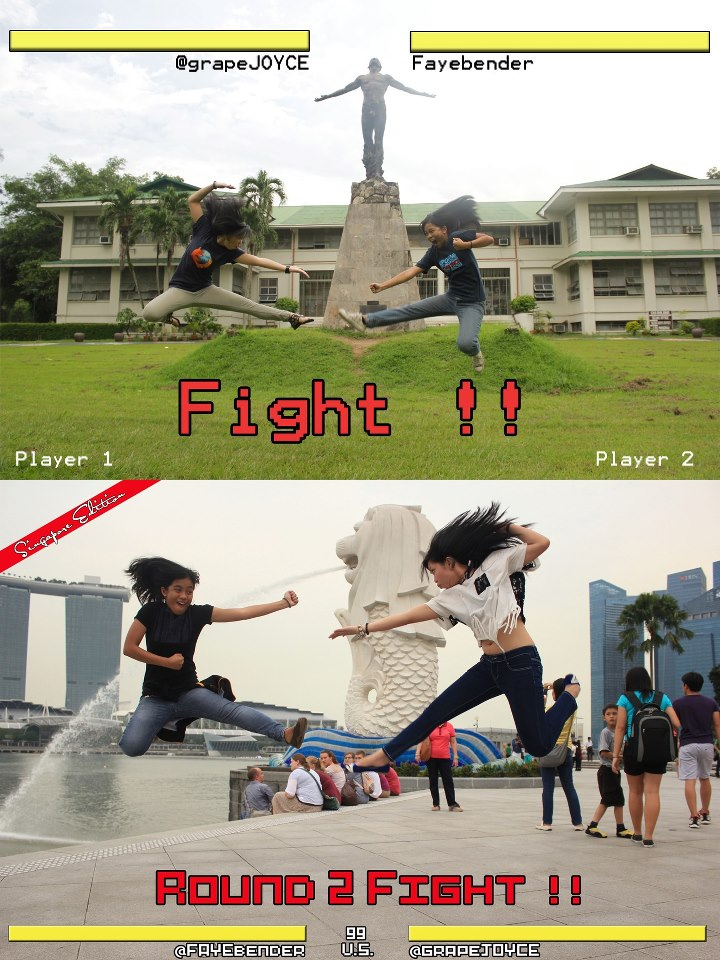 @grapeJOYCE
Fayebender
Fight !!
Player 1
Player 2
Singapore Edition
ROUND 2 FIGHT !!
99
@FAYEBENDER
U.S.
@GRAPEJOYCE